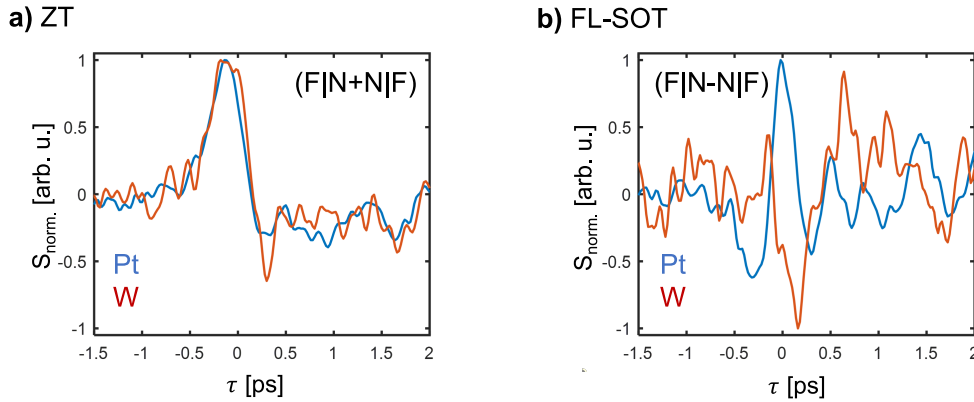 a) ZT
(F|N+N|F)
S_norm. [arb. u.]
1
0.5
0
-0.5
-1
Pt
W
-1.5 -1 -0.5 0 0.5 1 1.5 2
τ [ps]
b) FL-SOT
(F|N-N|F)
S_norm. [arb. u.]
1
0.5
0
-0.5
-1
Pt
W
-1.5 -1 -0.5 0 0.5 1 1.5 2
τ [ps]